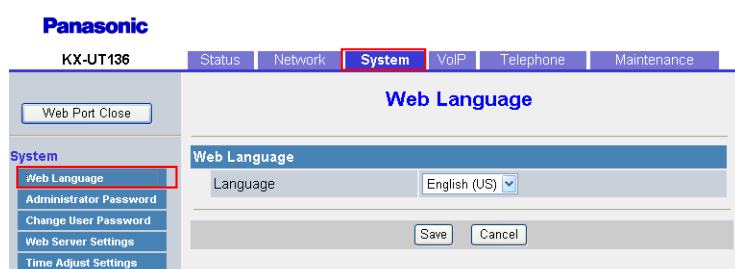 Panasonic
KX-UT136
Status Network System VoIP Telephone Maintenance
Web Port Close
Web Language
System
Web Language
Administrator Password
Change User Password
Web Server Settings
Time Adjust Settings
Web Language
Language English (US)
Save Cancel